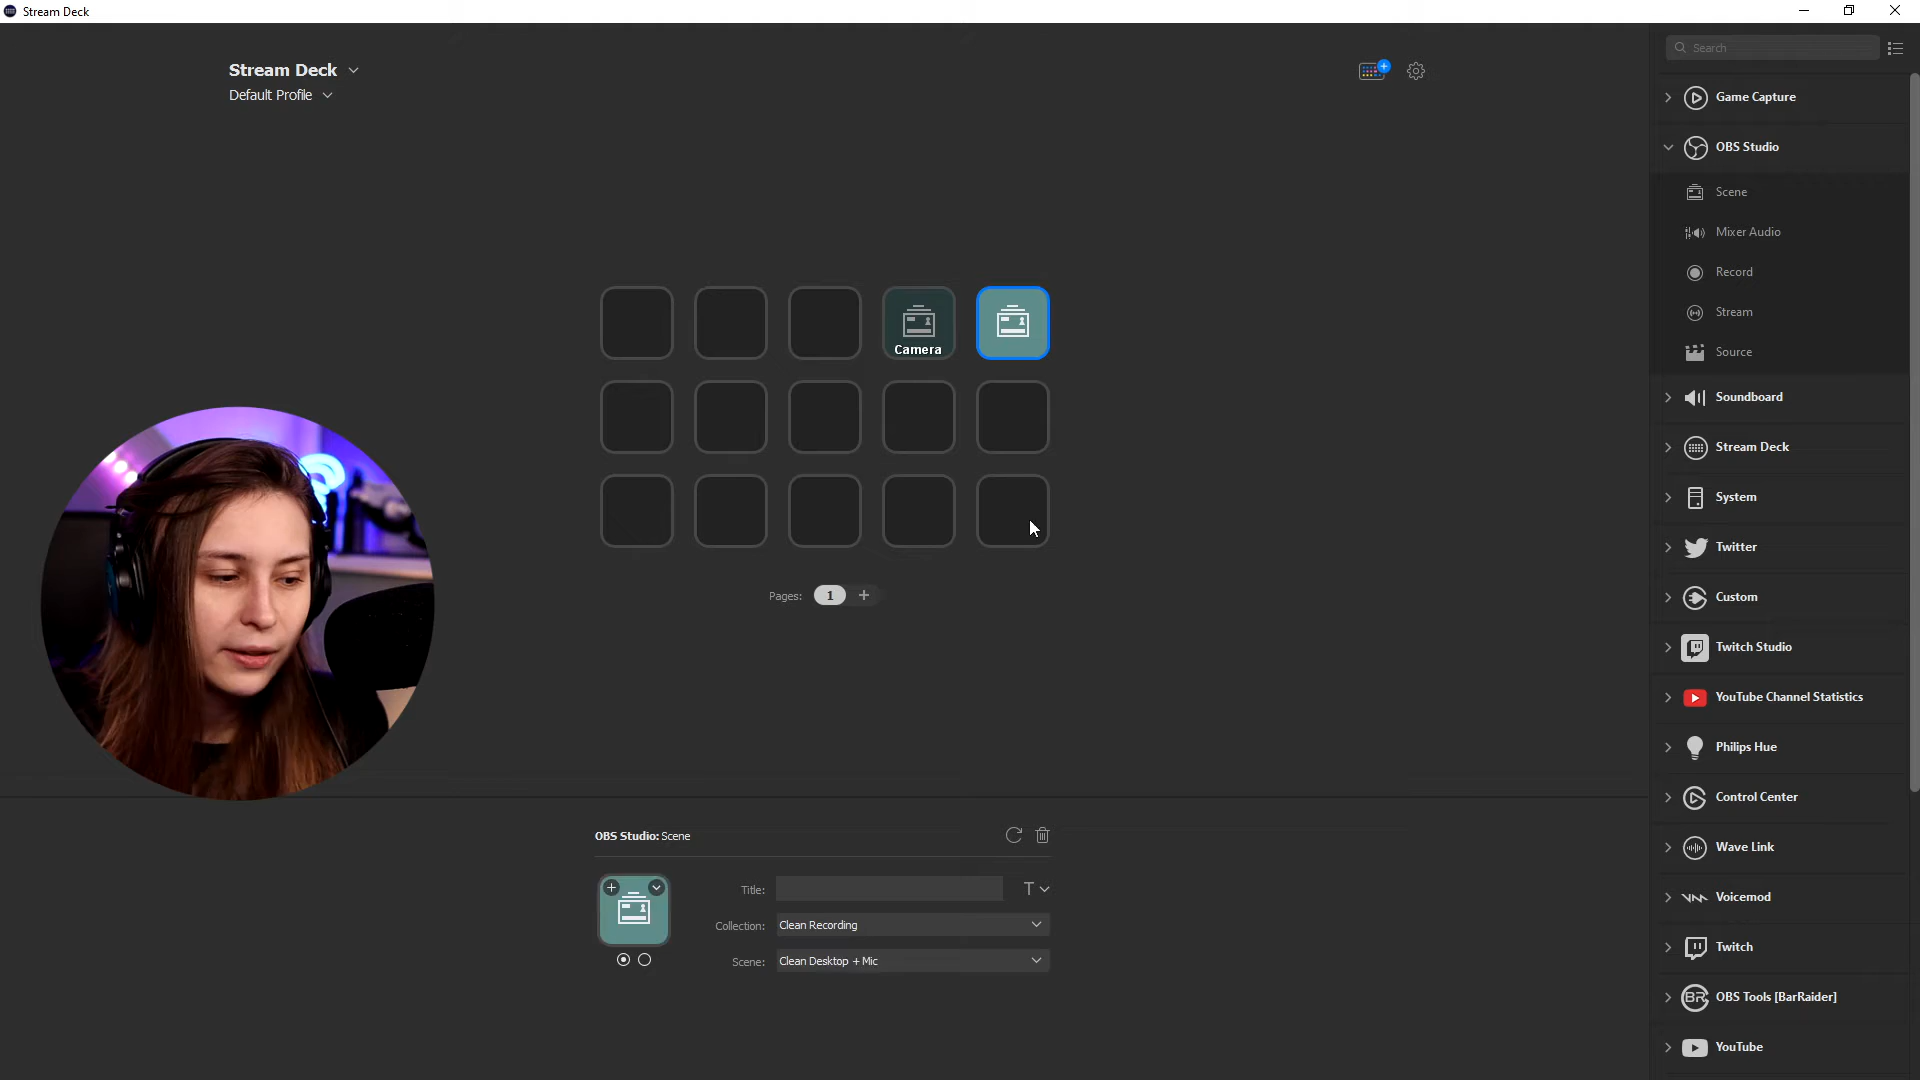 Stream Deck
Stream Deck
Default Profile
Search
Game Capture
OBS Studio
Scene
Mixer Audio
Record
Stream
Source
Soundboard
Stream Deck
System
Twitter
Custom
Twitch Studio
YouTube Channel Statistics
Philips Hue
Control Center
Wave Link
Voicemod
Twitch
BR OBS Tools [BarRaider]
YouTube
Camera
Pages: 1 +
OBS Studio: Scene
Title: T
Collection: Clean Recording
Scene: Clean Desktop + Mic